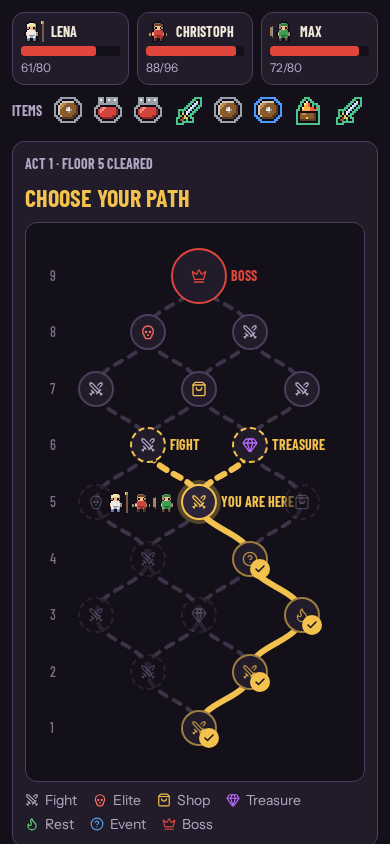 LENA
61/80
CHRISTOPH
88/96
MAX
72/80
ITEMS
ACT 1 · FLOOR 5 CLEARED
CHOOSE YOUR PATH
9 BOSS
8
7
6 FIGHT TREASURE
5 YOU ARE HERE
4
3
2
1
Fight Elite Shop Treasure
Rest Event Boss